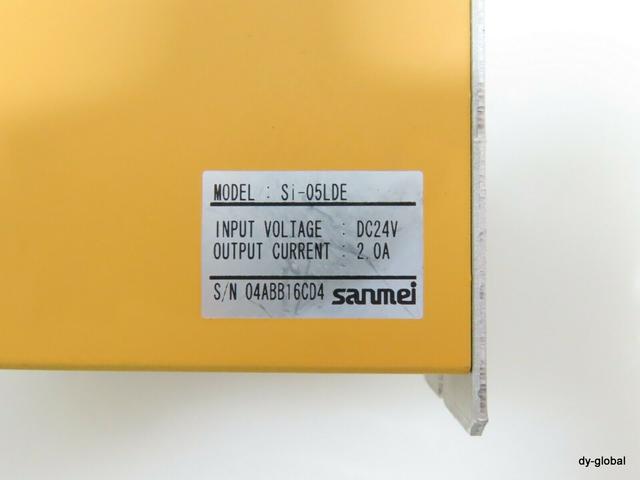 MODEL : Si-05LDE
INPUT VOLTAGE : DC24V
OUTPUT CURRENT : 2.0A
S/N 04ABB16CD4 sanmei
dy-global